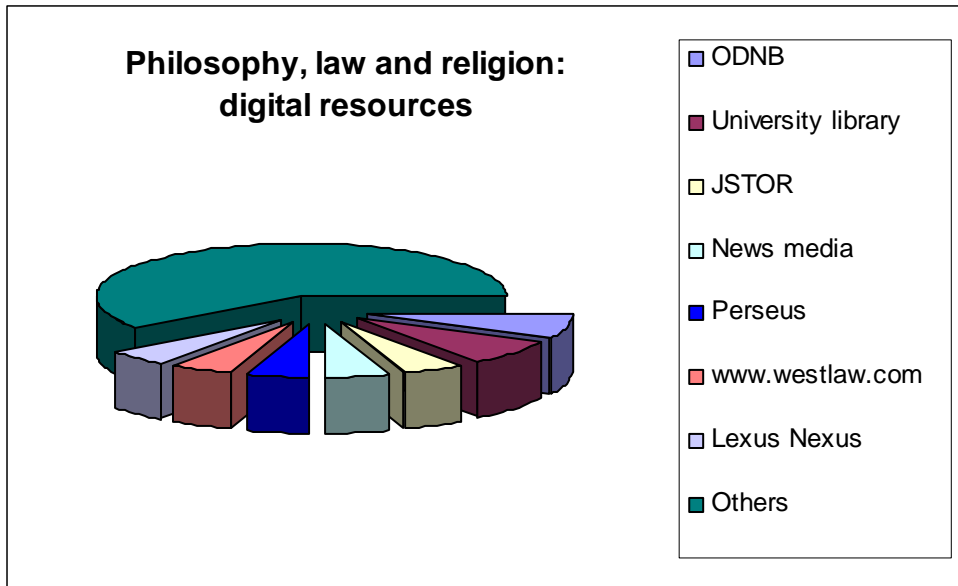 Philosophy, law and religion:
digital resources
ODNB
University library
JSTOR
News media
Perseus
www.westlaw.com
Lexus Nexus
Others